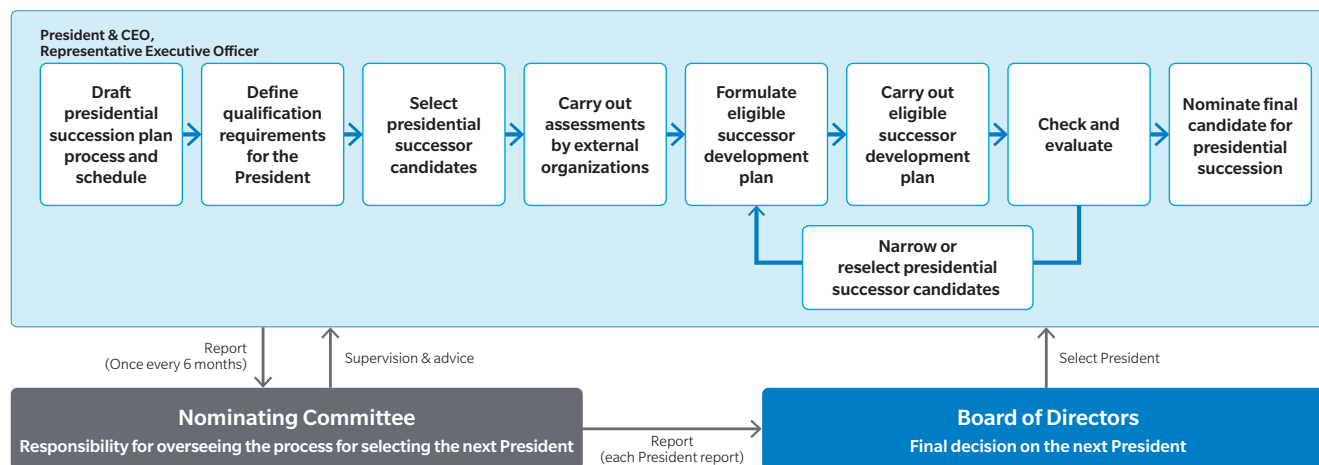 President & CEO,
Representative Executive Officer
Draft
presidential
succession plan
process and
schedule
Define
qualification
requirements
for the
President
Select
presidential
successor
candidates
Carry out
assessments
by external
organizations
Formulate
eligible
successor
development
plan
Carry out
eligible
successor
development
plan
Check and
evaluate
Nominate final
candidate for
presidential
succession
Narrow or
reselect presidential
successor candidates
Report
(Once every 6 months)
Supervision & advice
Select President
Nominating Committee
Responsibility for overseeing the process for selecting the next President
Report
(each President report)
Board of Directors
Final decision on the next President